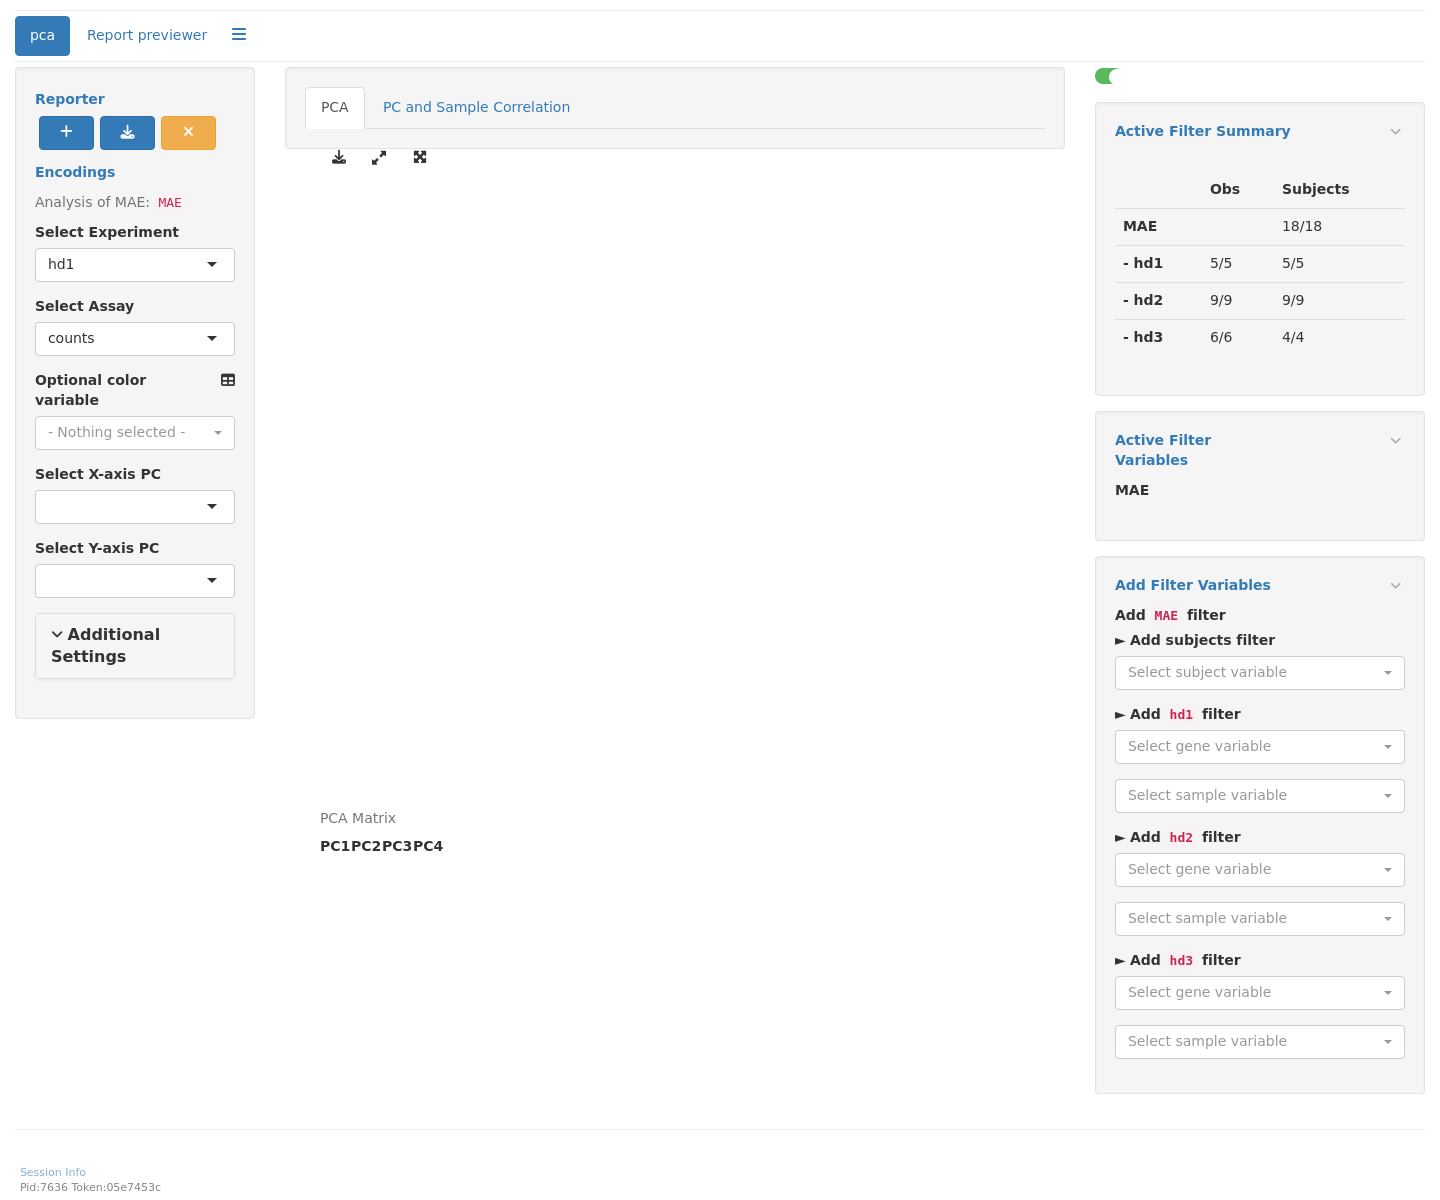 pca
Report previewer
Reporter
Encodings
Analysis of MAE: MAE
Select Experiment
hd1
Select Assay
counts
Optional color
variable
- Nothing selected -
Select X-axis PC
Select Y-axis PC
Additional
Settings
PCA
PC and Sample Correlation
PCA Matrix
PC1PC2PC3PC4
Active Filter Summary
Obs Subjects
MAE 18/18
- hd1 5/5 5/5
- hd2 9/9 9/9
- hd3 6/6 4/4
Active Filter
Variables
MAE
Add Filter Variables
Add MAE filter
► Add subjects filter
Select subject variable
► Add hd1 filter
Select gene variable
Select sample variable
► Add hd2 filter
Select gene variable
Select sample variable
► Add hd3 filter
Select gene variable
Select sample variable
Session Info
Pid:7636 Token:05e7453c